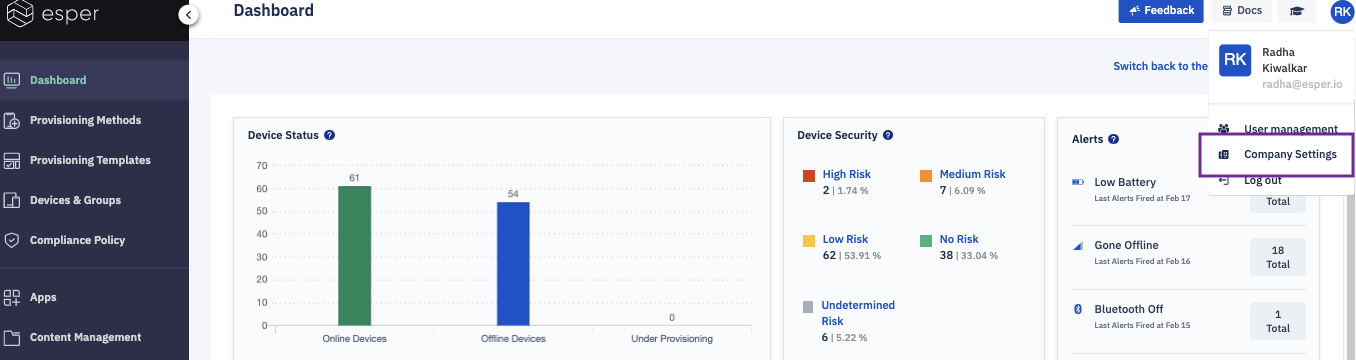 esper
Dashboard
Feedback
Docs
RK
Dashboard
Provisioning Methods
Provisioning Templates
Devices & Groups
Compliance Policy
Apps
Content Management
Switch back to the
RK
Radha
Kiwalkar
radha@esper.io
User management
Company Settings
Log out
Device Status ?
70
60
50
40
30
20
10
0
61
54
0
Online Devices
Offline Devices
Under Provisioning
Device Security ?
High Risk
2 | 1.74 %
Medium Risk
7 | 6.09 %
Low Risk
62 | 53.91 %
No Risk
38 | 33.04 %
Undetermined
Risk
6 | 5.22 %
Alerts ?
Low Battery
Last Alerts Fired at Feb 17
Total
Gone Offline
Last Alerts Fired at Feb 16
18
Total
Bluetooth Off
Last Alerts Fired at Feb 15
1
Total